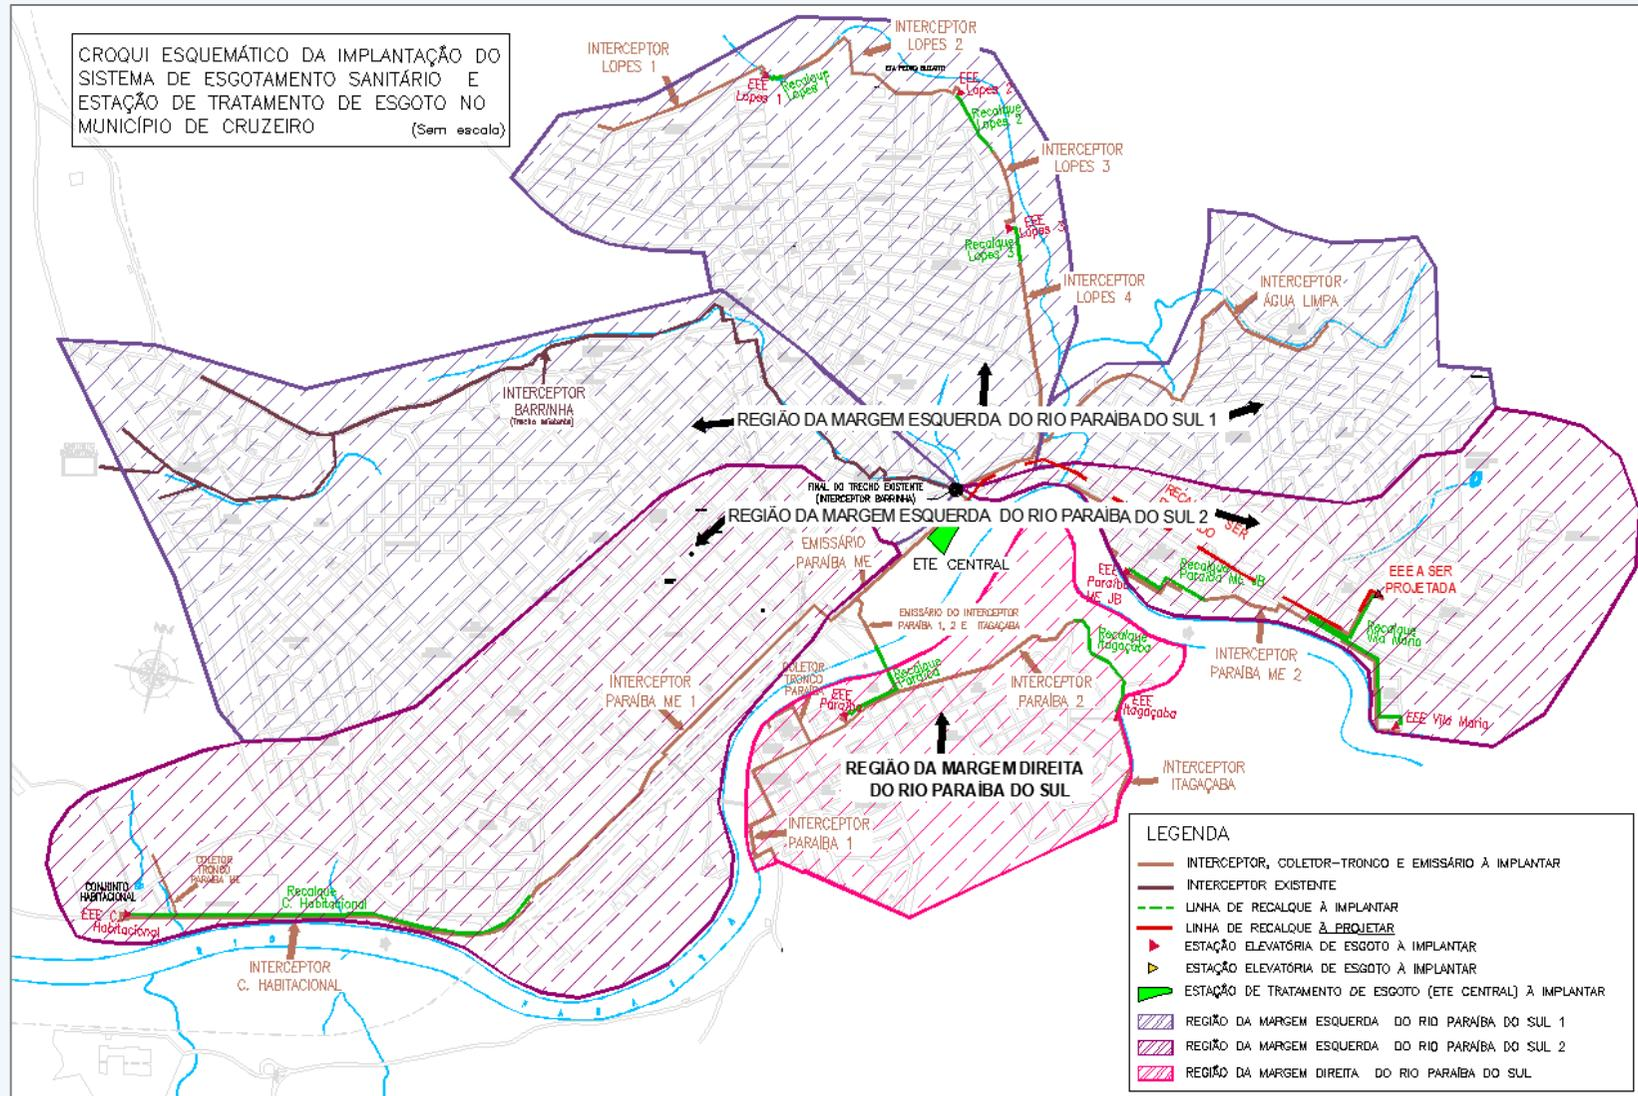 CROQUI ESQUEMÁTICO DA IMPLANTAÇÃO DO
SISTEMA DE ESGOTAMENTO SANITÁRIO E
ESTAÇÃO DE TRATAMENTO DE ESGOTO NO
MUNICÍPIO DE CRUZEIRO (Sem escala)
INTERCEPTOR
LOPES 1
INTERCEPTOR
LOPES 2
EEE
Lopes 1
Recalque
Lopes 1
EEE
Lopes 2
Recalque
Lopes 2
INTERCEPTOR
LOPES 3
EEE
Lopes 3
Recalque
Lopes 3
INTERCEPTOR
LOPES 4
INTERCEPTOR
ÁGUA LIMPA
INTERCEPTOR
BARRINHA
(Trecho existente)
REGIÃO DA MARGEM ESQUERDA DO RIO PARAÍBA DO SUL 1
FINAL DO TRECHO EXISTENTE
(INTERCEPTOR BARRINHA)
REGIÃO DA MARGEM ESQUERDA DO RIO PARAÍBA DO SUL 2
SER
EMISSÁRIO
PARAÍBA ME
ETE CENTRAL
EEE
Paraíba
ME JB
Recalque
Paraíba ME JB
EEE A SER
PROJETADA
Recalque
Vila Maria
EMISSÁRIO DO INTERCEPTOR
PARAÍBA 1, 2 E ITAGAÇABA
Recalque
Itagaçaba
INTERCEPTOR
PARAÍBA ME 2
COLETOR
TRONCO
PARAÍBA
Recalque
Paraíba
EEE
Paraíba
INTERCEPTOR
PARAÍBA ME 1
INTERCEPTOR
PARAÍBA 2
EEE
Itagaçaba
EEE Vila Maria
REGIÃO DA MARGEM DIREITA
DO RIO PARAÍBA DO SUL
INTERCEPTOR
ITAGAÇABA
INTERCEPTOR
PARAÍBA 1
COLETOR
TRONCO
PARAÍBA ME
CONJUNTO
HABITACIONAL
EEE C.
Habitacional
Recalque
C. Habitacional
INTERCEPTOR
C. HABITACIONAL
RIO
LEGENDA
INTERCEPTOR, COLETOR-TRONCO E EMISSÁRIO À IMPLANTAR
INTERCEPTOR EXISTENTE
LINHA DE RECALQUE À IMPLANTAR
LINHA DE RECALQUE À PROJETAR
ESTAÇÃO ELEVATÓRIA DE ESGOTO À IMPLANTAR
ESTAÇÃO ELEVATÓRIA DE ESGOTO À IMPLANTAR
ESTAÇÃO DE TRATAMENTO DE ESGOTO (ETE CENTRAL) À IMPLANTAR
REGIÃO DA MARGEM ESQUERDA DO RIO PARAÍBA DO SUL 1
REGIÃO DA MARGEM ESQUERDA DO RIO PARAÍBA DO SUL 2
REGIÃO DA MARGEM DIREITA DO RIO PARAÍBA DO SUL